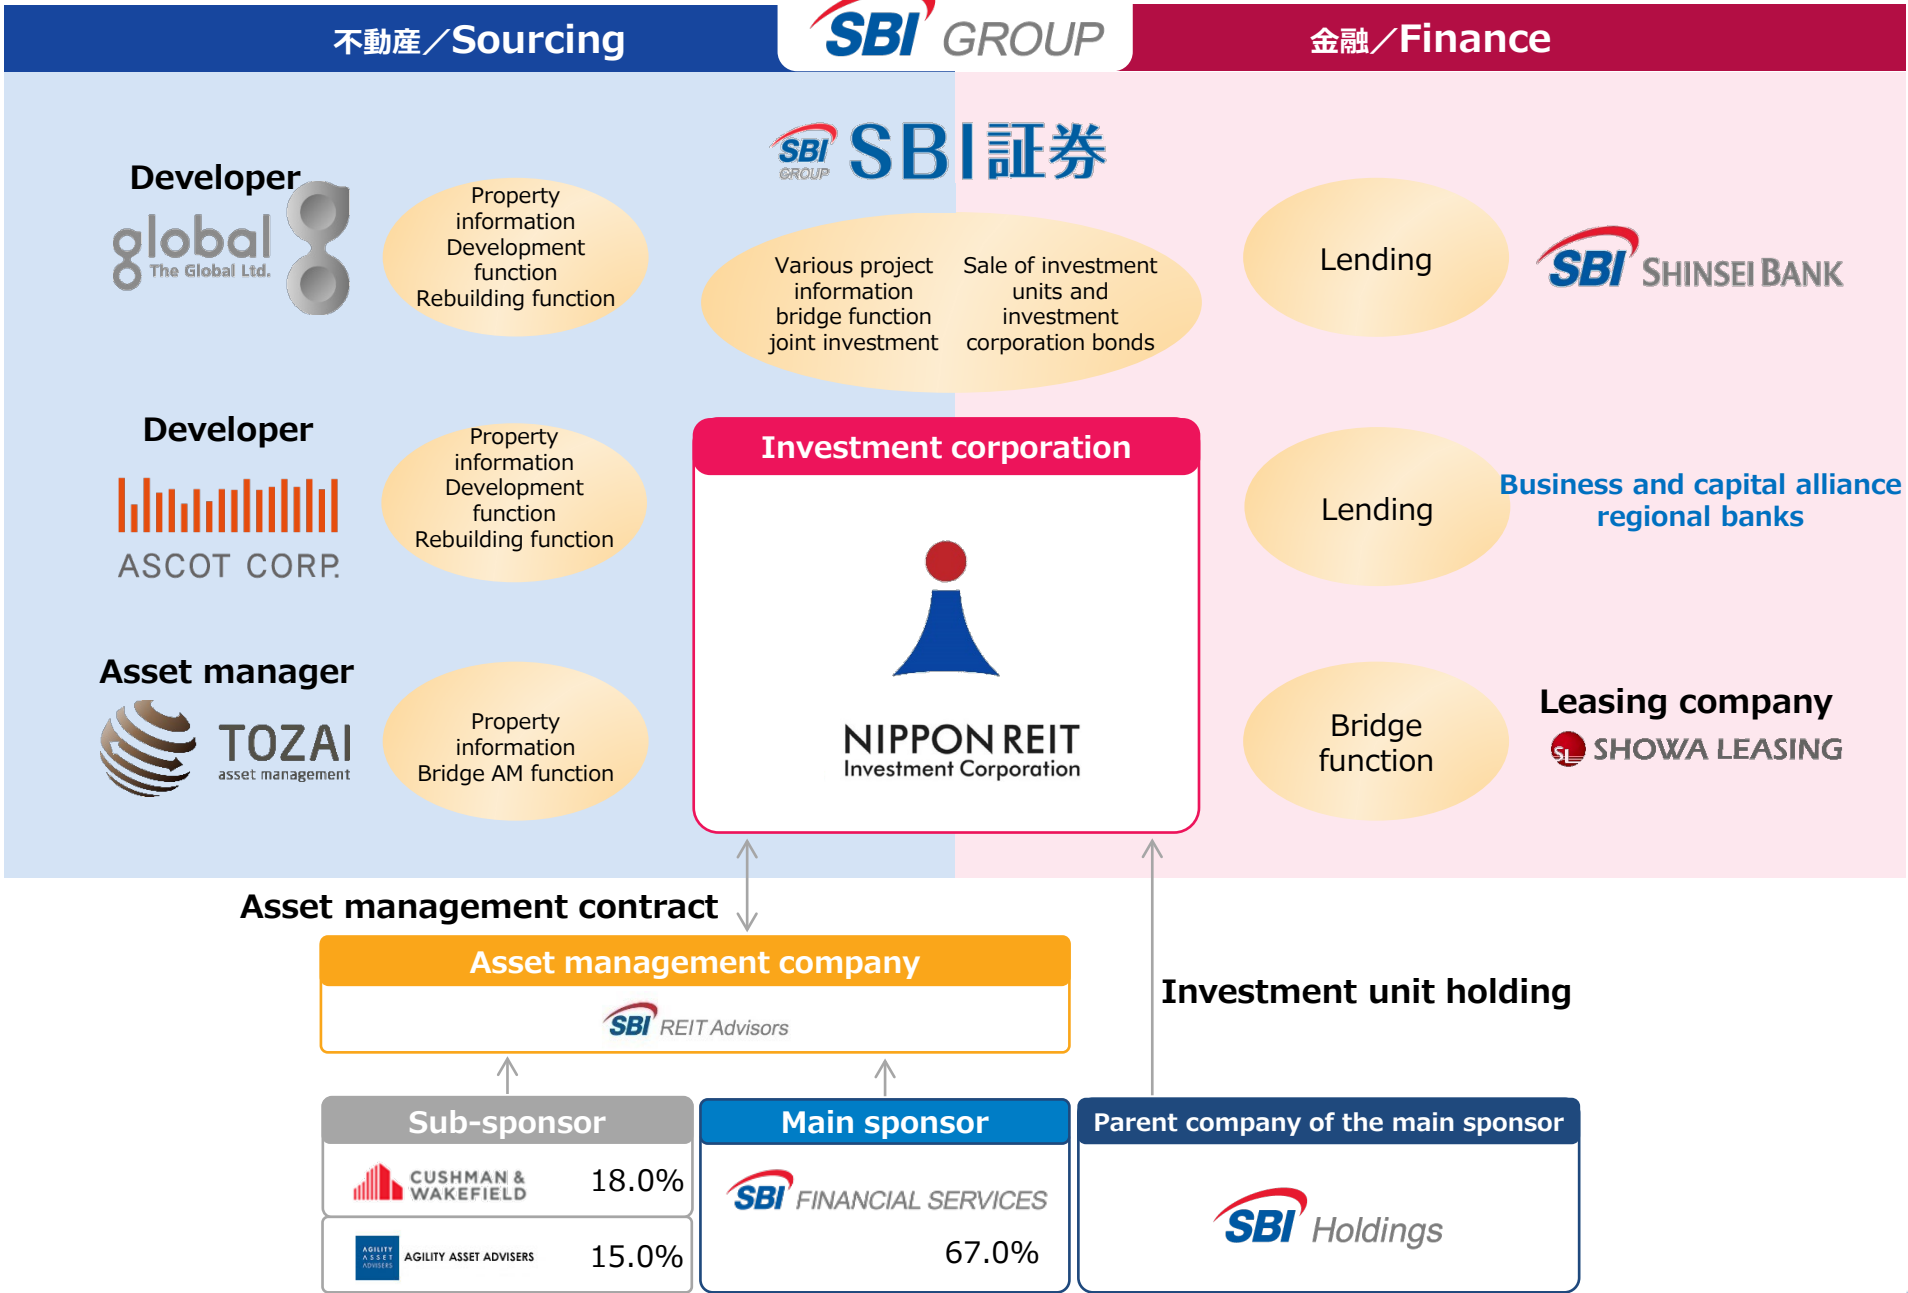 不動産／Sourcing
SBI GROUP
金融／Finance
SBI GROUP SBI証券
Developer
global
The Global Ltd.
Property
information
Development
function
Rebuilding function
Various project
information
bridge function
joint investment
Sale of investment
units and
investment
corporation bonds
Lending
SBI SHINSEI BANK
Developer
ASCOT CORP.
Property
information
Development
function
Rebuilding function
Investment corporation
NIPPON REIT
Investment Corporation
Lending
Business and capital alliance
regional banks
Asset manager
TOZAI
asset management
Property
information
Bridge AM function
Bridge
function
Leasing company
SL SHOWA LEASING
Asset management contract
Asset management company
SBI REIT Advisors
Investment unit holding
Sub-sponsor
CUSHMAN &
WAKEFIELD
18.0%
AGILITY
ASSET
ADVISERS
AGILITY ASSET ADVISERS
15.0%
Main sponsor
SBI FINANCIAL SERVICES
67.0%
Parent company of the main sponsor
SBI Holdings